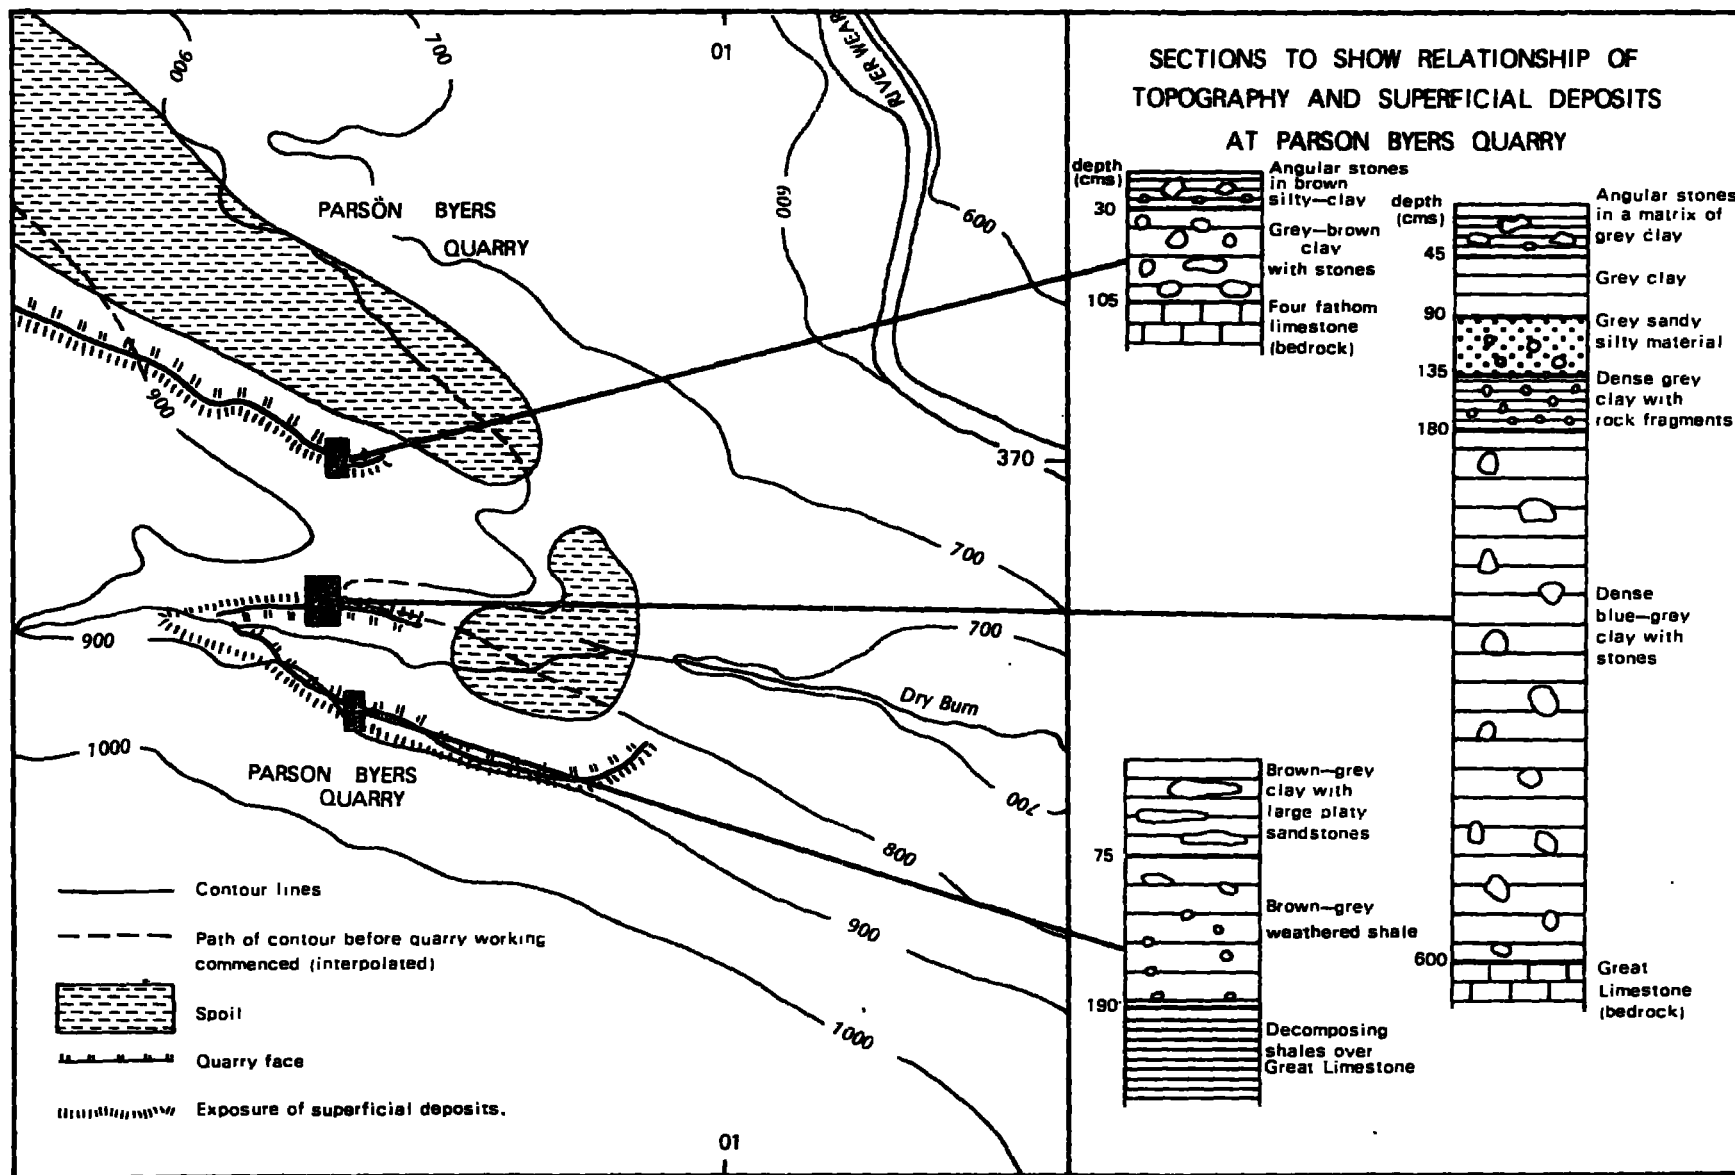 SECTIONS TO SHOW RELATIONSHIP OF
TOPOGRAPHY AND SUPERFICIAL DEPOSITS
AT PARSON BYERS QUARRY
01
RIVER WEAR
900
700
600
600
PARSON BYERS
QUARRY
900
370
700
900
700
Dry Burn
700
1000
PARSON BYERS
QUARRY
800
900
1000
01
Contour lines
Path of contour before quarry working
commenced (interpolated)
Spoil
Quarry face
Exposure of superficial deposits.
depth
(cms)
30
105
Angular stones
in brown
silty-clay
Grey-brown
clay
with stones
Four fathom
limestone
(bedrock)
depth
(cms)
45
90
135
180
600
Angular stones
in a matrix of
grey clay
Grey clay
Grey sandy
silty material
Dense grey
clay with
rock fragments
Dense
blue-grey
clay with
stones
Great
Limestone
(bedrock)
75
190
Brown-grey
clay with
large platy
sandstones
Brown-grey
weathered shale
Decomposing
shales over
Great Limestone